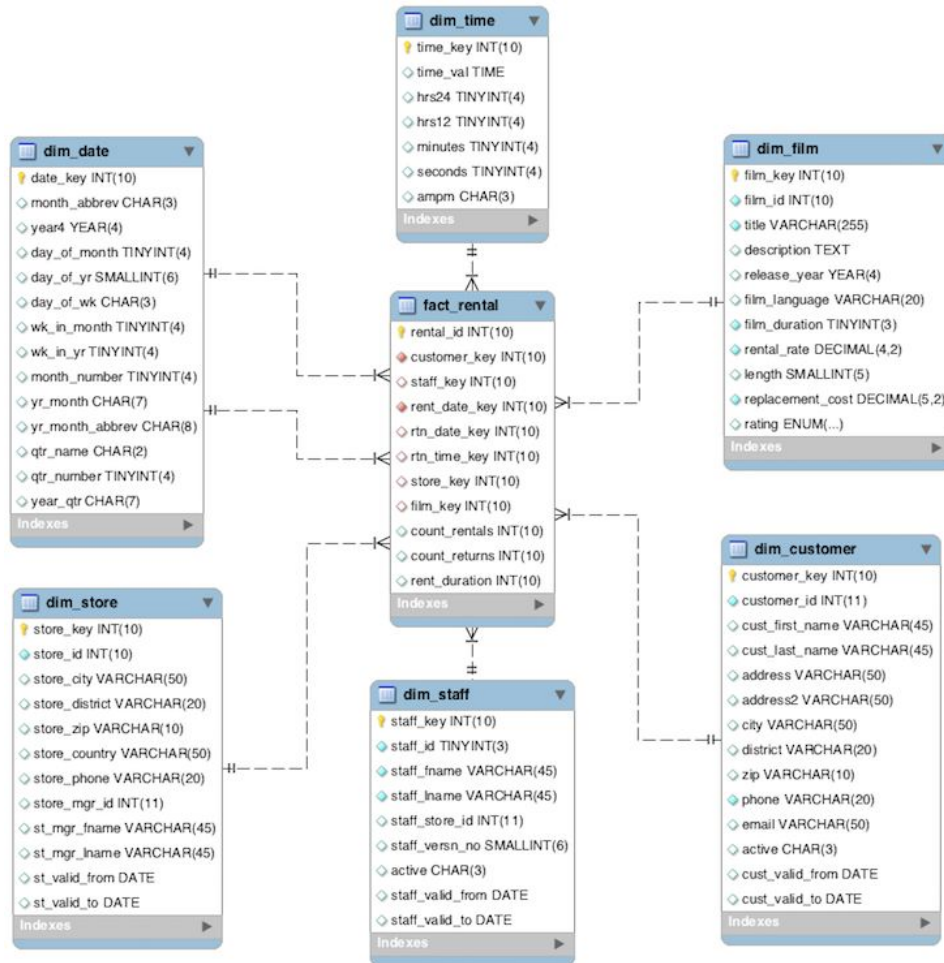 dim_time
time_key INT(10)
time_val TIME
hrs24 TINYINT(4)
hrs12 TINYINT(4)
minutes TINYINT(4)
seconds TINYINT(4)
ampm CHAR(3)
Indexes
dim_date
date_key INT(10)
month_abbrev CHAR(3)
year4 YEAR(4)
day_of_month TINYINT(4)
day_of_yr SMALLINT(6)
day_of_wk CHAR(3)
wk_in_month TINYINT(4)
wk_in_yr TINYINT(4)
month_number TINYINT(4)
yr_month CHAR(7)
yr_month_abbrev CHAR(8)
qtr_name CHAR(2)
qtr_number TINYINT(4)
year_qtr CHAR(7)
Indexes
dim_film
film_key INT(10)
film_id INT(10)
title VARCHAR(255)
description TEXT
release_year YEAR(4)
film_language VARCHAR(20)
film_duration TINYINT(3)
rental_rate DECIMAL(4,2)
length SMALLINT(5)
replacement_cost DECIMAL(5,2)
rating ENUM(...)
Indexes
fact_rental
rental_id INT(10)
customer_key INT(10)
staff_key INT(10)
rent_date_key INT(10)
rtn_date_key INT(10)
rtn_time_key INT(10)
store_key INT(10)
film_key INT(10)
count_rentals INT(10)
count_returns INT(10)
rent_duration INT(10)
Indexes
dim_store
store_key INT(10)
store_id INT(10)
store_city VARCHAR(50)
store_district VARCHAR(20)
store_zip VARCHAR(10)
store_country VARCHAR(50)
store_phone VARCHAR(20)
store_mgr_id INT(11)
st_mgr_fname VARCHAR(45)
st_mgr_lname VARCHAR(45)
st_valid_from DATE
st_valid_to DATE
Indexes
dim_staff
staff_key INT(10)
staff_id TINYINT(3)
staff_fname VARCHAR(45)
staff_lname VARCHAR(45)
staff_store_id INT(11)
staff_versn_no SMALLINT(6)
active CHAR(3)
staff_valid_from DATE
staff_valid_to DATE
Indexes
dim_customer
customer_key INT(10)
customer_id INT(11)
cust_first_name VARCHAR(45)
cust_last_name VARCHAR(45)
address VARCHAR(50)
address2 VARCHAR(50)
city VARCHAR(50)
district VARCHAR(20)
zip VARCHAR(10)
phone VARCHAR(20)
email VARCHAR(50)
active CHAR(3)
cust_valid_from DATE
cust_valid_to DATE
Indexes